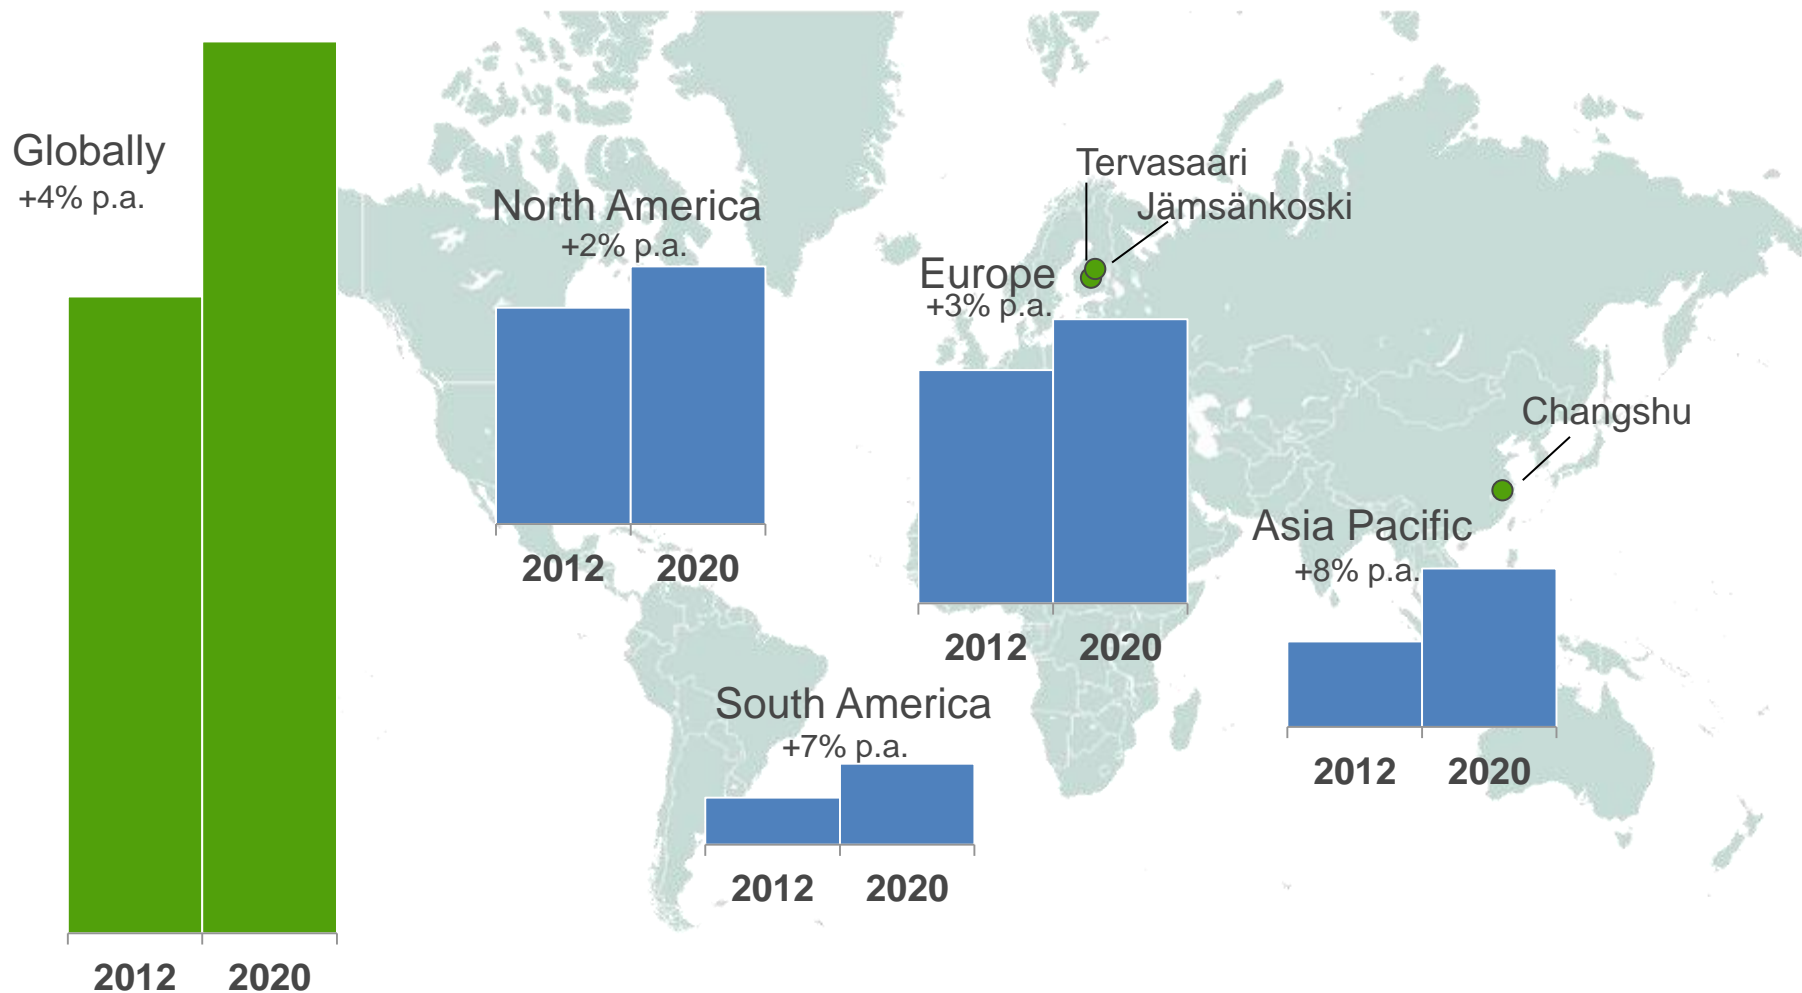 Globally
+4% p.a.
2012 2020
North America
+2% p.a.
2012 2020
South America
+7% p.a.
2012 2020
Tervasaari
Jämsänkoski
Europe
+3% p.a.
2012 2020
Changshu
Asia Pacific
+8% p.a.
2012 2020